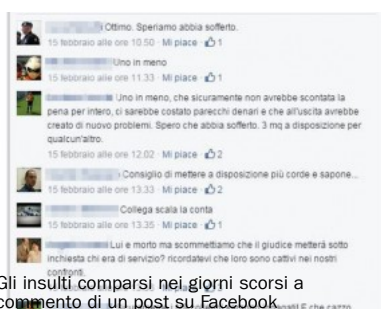 Ottimo. Speriamo abbia sofferto.
15 febbraio alle ore 10.50 · Mi piace · 1
Uno in meno
15 febbraio alle ore 11.33 · Mi piace · 1
Uno in meno, che sicuramente non avrebbe scontata la
pena per intero, ci sarebbe costato parecchi denari e che all'uscita avrebbe
creato di nuovo problemi. Spero che abbia sofferto. 3 mq a disposizione per
qualcun'altro.
15 febbraio alle ore 12.02 · Mi piace · 2
Consiglio di mettere a disposizione più corde e sapone...
15 febbraio alle ore 13.33 · Mi piace · 2
Collega scala la conta
15 febbraio alle ore 13.35 · Mi piace · 1
Lui e morto ma scommettiamo che il giudice metterà sotto
inchiesta chi era di servizio? ricordatevi che loro sono cattivi nei nostri
confronti.
Gli insulti comparsi nei giorni scorsi a
commento di un post su Facebook
E che cazzo